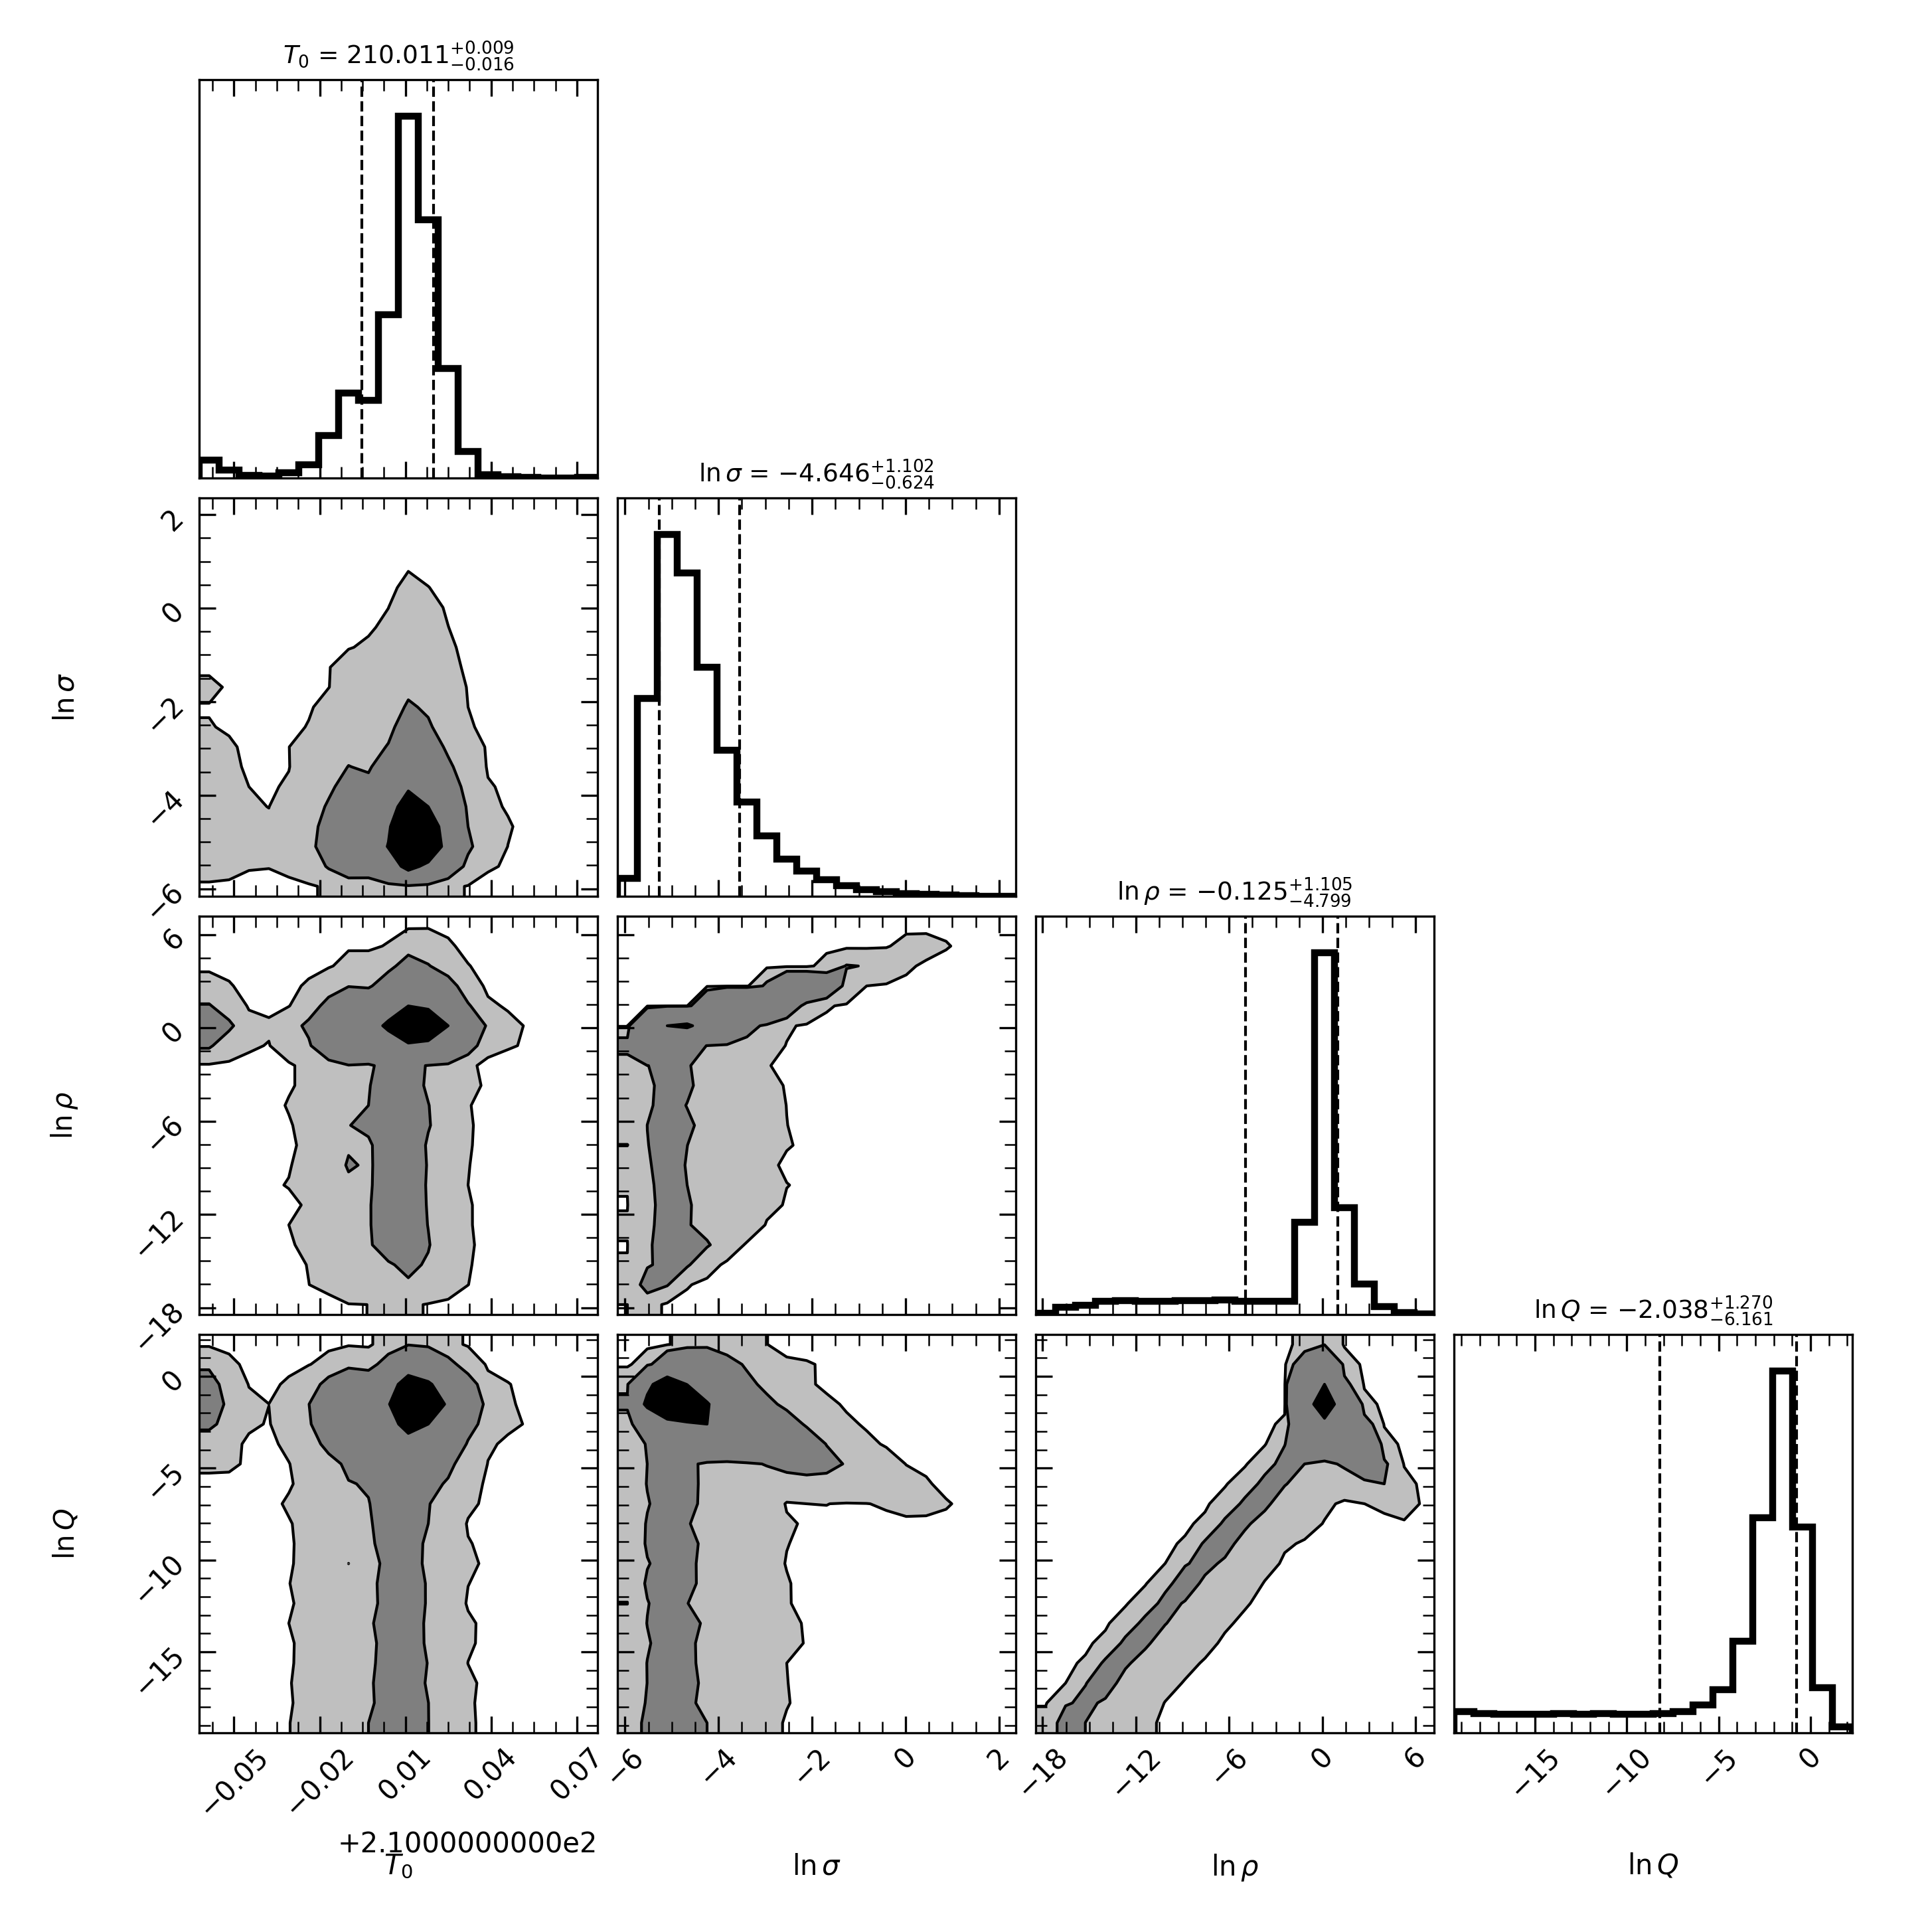 T₀ = 210.011 +0.009 −0.016
ln σ = −4.646 +1.102 −0.624
ln ρ = −0.125 +1.105 −4.799
ln Q = −2.038 +1.270 −6.161
2
0
−2
−4
−6
ln σ
6
0
−6
−12
−18
ln ρ
0
−5
−10
−15
ln Q
−0.05 −0.02 0.01 0.04 0.07
+2.1000000000e2
T₀
−6 −4 −2 0 2
ln σ
−18 −12 −6 0 6
ln ρ
−15 −10 −5 0
ln Q